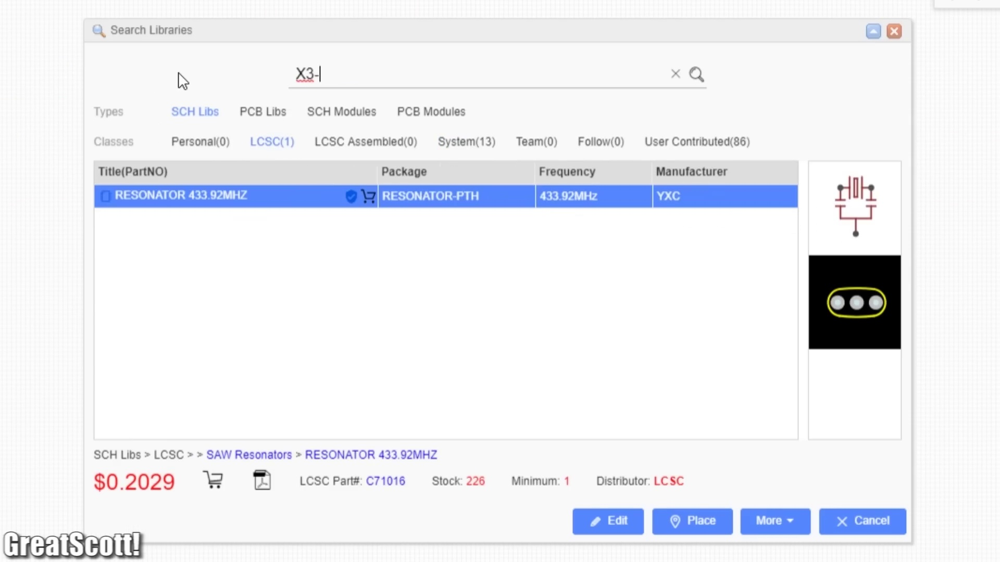 Search Libraries
X3-
Types SCH Libs PCB Libs SCH Modules PCB Modules
Classes Personal(0) LCSC(1) LCSC Assembled(0) System(13) Team(0) Follow(0) User Contributed(86)
Title(PartNO) Package Frequency Manufacturer
RESONATOR 433.92MHZ RESONATOR-PTH 433.92MHz YXC
SCH Libs > LCSC > > SAW Resonators > RESONATOR 433.92MHZ
$0.2029 LCSC Part#: C71016 Stock: 226 Minimum: 1 Distributor: LCSC
Edit Place More Cancel
GreatScott!